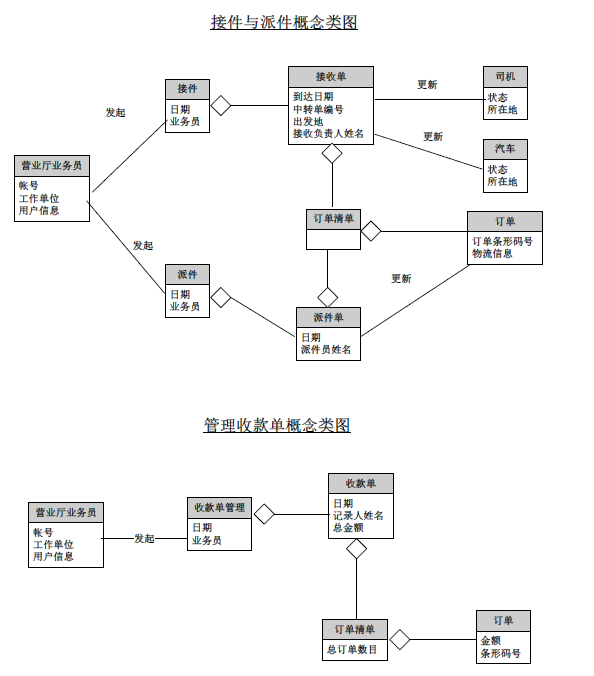 接件与派件概念类图
接件
日期
业务员
接收单
到达日期
中转单编号
出发地
接收负责人姓名
更新
司机
状态
所在地
发起
更新
汽车
状态
所在地
营业厅业务员
帐号
工作单位
用户信息
订单清单
订单
订单条形码号
物流信息
发起
派件
日期
业务员
更新
派件单
日期
派件员姓名
管理收款单概念类图
营业厅业务员
帐号
工作单位
用户信息
发起
收款单管理
日期
业务员
收款单
日期
记录人姓名
总金额
订单清单
总订单数目
订单
金额
条形码号